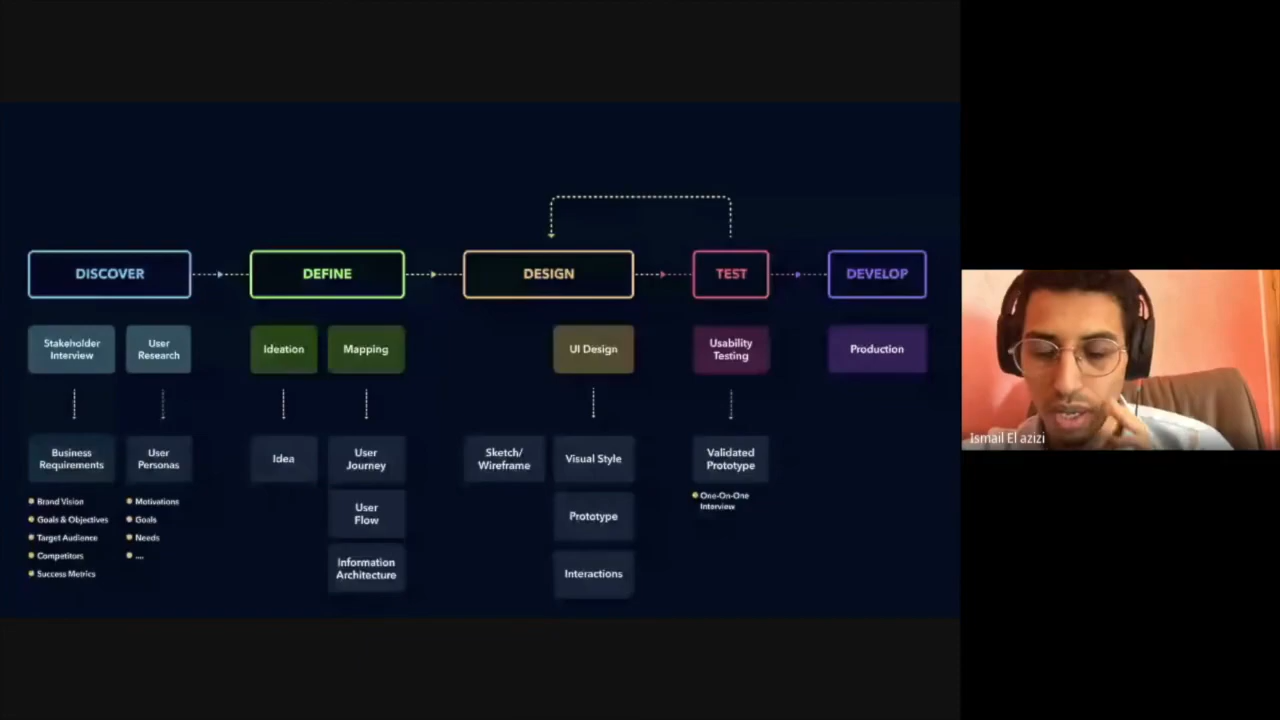 DISCOVER
DEFINE
DESIGN
TEST
DEVELOP
Stakeholder
Interview
User
Research
Ideation
Mapping
UI Design
Usability
Testing
Production
Business
Requirements
User
Personas
Idea
User
Journey
Sketch/
Wireframe
Visual Style
Validated
Prototype
Brand Vision
Goals & Objectives
Target Audience
Competitors
Success Metrics
Motivations
Goals
Needs
....
User
Flow
Information
Architecture
Prototype
Interactions
One-On-One
Interview
Ismail El azizi